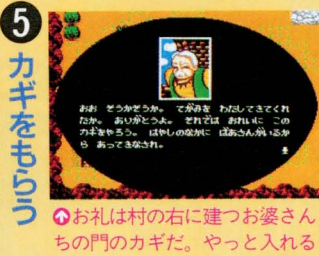 5
カギをもらう
おお そうかそうか。 てがみを わたしてきてくれ
たか。 ありがとうよ。 それでは おれいに この
カギをやろう。 はやしのなかに ばあさんがいるか
ら あってきなされ。
お礼は村の右に建つお婆さん
ちの門のカギだ。やっと入れる